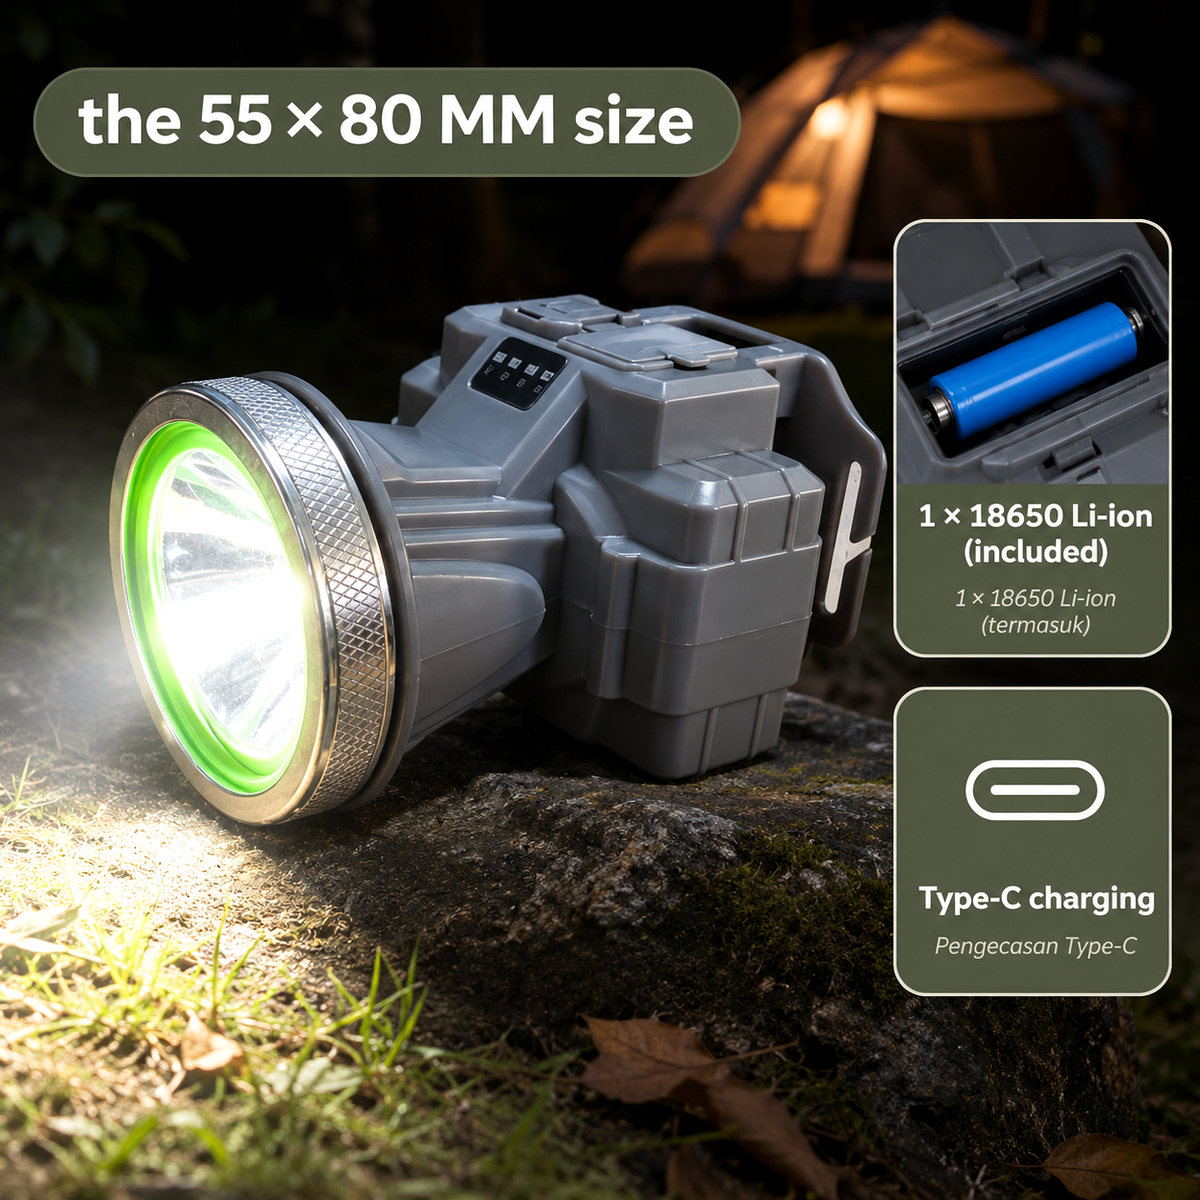 the 55 × 80 MM size
1 × 18650 Li-ion
(included)
1 × 18650 Li-ion
(termasuk)
Type-C charging
Pengecasan Type-C